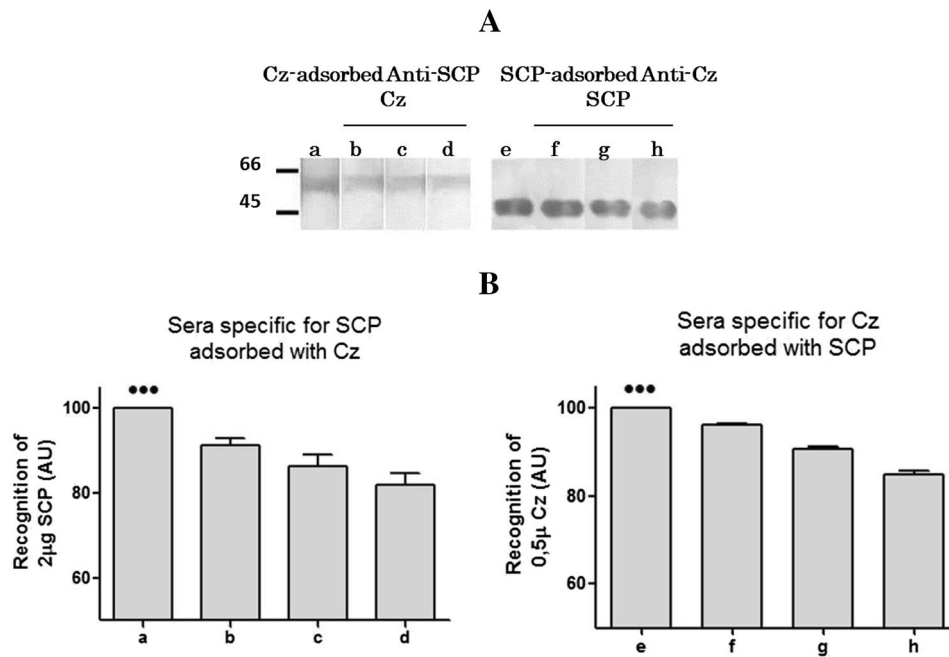 A
Cz-adsorbed Anti-SCP SCP-adsorbed Anti-Cz
Cz SCP
a b c d e f g h
66
45
B
Sera specific for SCP
adsorbed with Cz
●●●
Recognition of
2µg SCP (AU)
100
80
60
a b c d
Sera specific for Cz
adsorbed with SCP
●●●
Recognition of
0,5µ Cz (AU)
100
80
60
e f g h